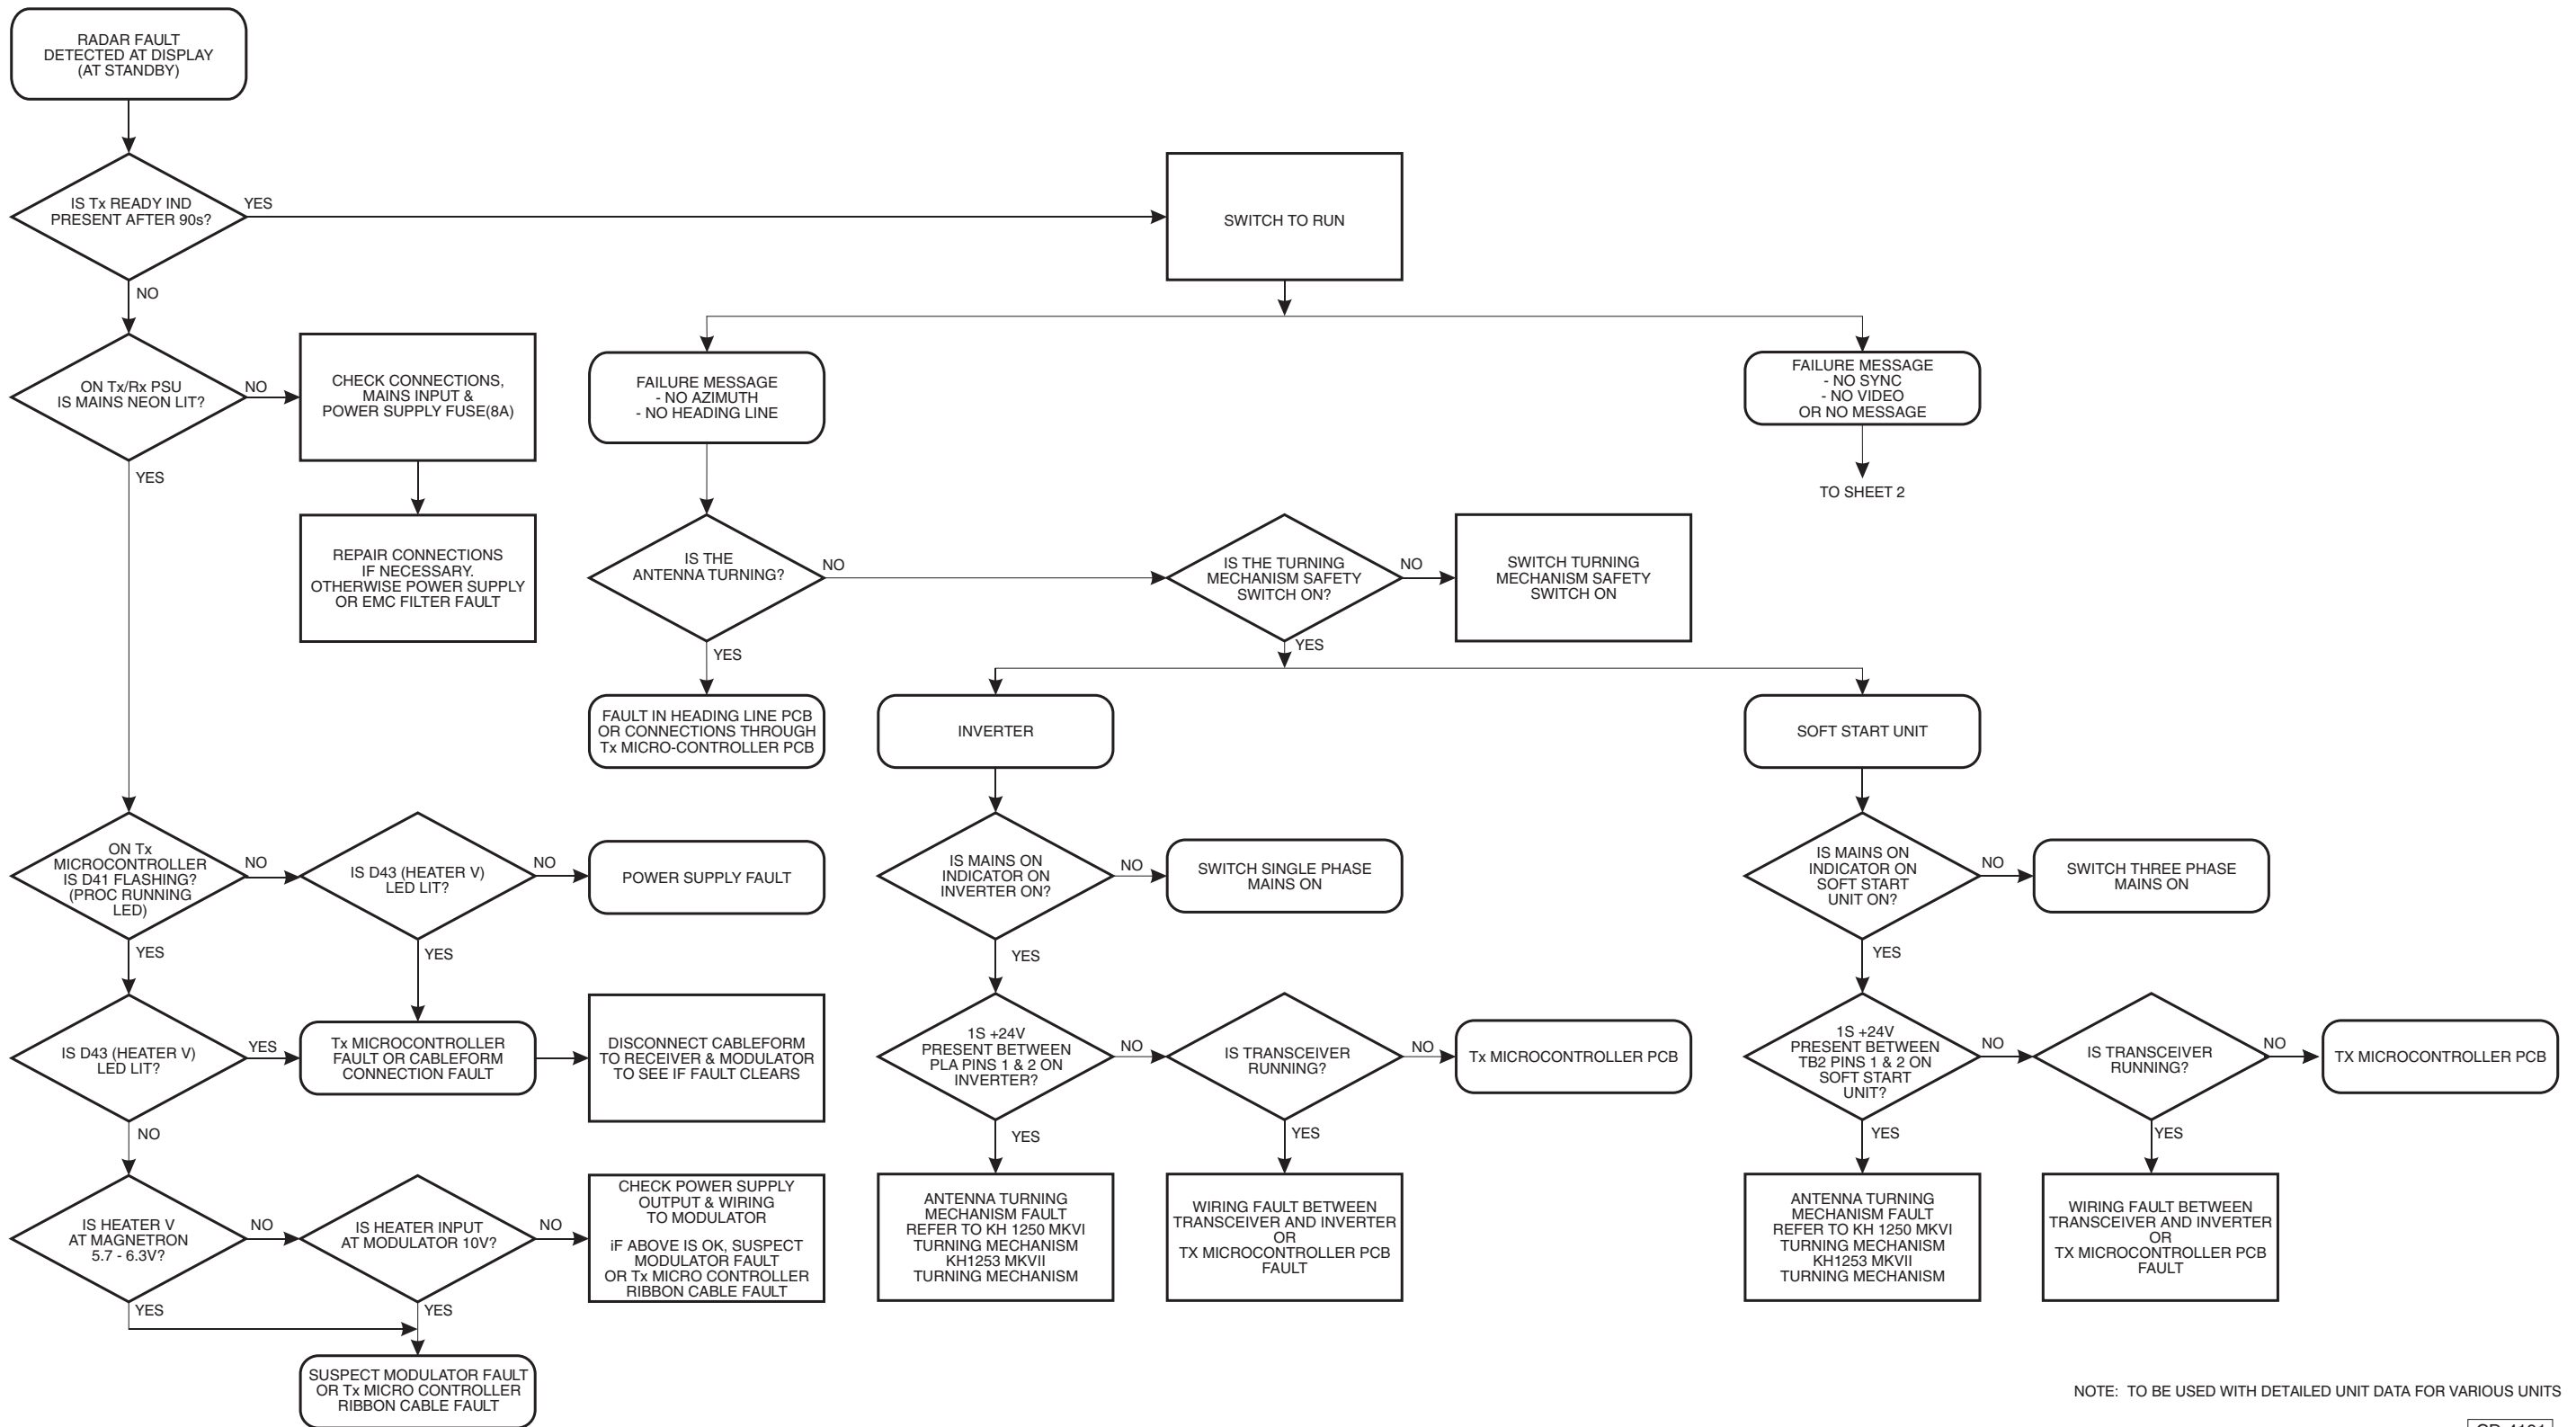 RADAR FAULT
DETECTED AT DISPLAY
(AT STANDBY)
IS Tx READY IND
PRESENT AFTER 90s?
YES
SWITCH TO RUN
NO
ON Tx/Rx PSU
IS MAINS NEON LIT?
NO
CHECK CONNECTIONS,
MAINS INPUT &
POWER SUPPLY FUSE(8A)
FAILURE MESSAGE
- NO AZIMUTH
- NO HEADING LINE
FAILURE MESSAGE
- NO SYNC
- NO VIDEO
OR NO MESSAGE
YES
TO SHEET 2
REPAIR CONNECTIONS
IF NECESSARY.
OTHERWISE POWER SUPPLY
OR EMC FILTER FAULT
IS THE
ANTENNA TURNING?
NO
IS THE TURNING
MECHANISM SAFETY
SWITCH ON?
NO
SWITCH TURNING
MECHANISM SAFETY
SWITCH ON
YES
YES
FAULT IN HEADING LINE PCB
OR CONNECTIONS THROUGH
Tx MICRO-CONTROLLER PCB
INVERTER
SOFT START UNIT
ON Tx
MICROCONTROLLER
IS D41 FLASHING?
(PROC RUNNING
LED)
NO
IS D43 (HEATER V)
LED LIT?
NO
POWER SUPPLY FAULT
IS MAINS ON
INDICATOR ON
INVERTER ON?
NO
SWITCH SINGLE PHASE
MAINS ON
IS MAINS ON
INDICATOR ON
SOFT START
UNIT ON?
NO
SWITCH THREE PHASE
MAINS ON
YES
YES
YES
YES
IS D43 (HEATER V)
LED LIT?
YES
Tx MICROCONTROLLER
FAULT OR CABLEFORM
CONNECTION FAULT
DISCONNECT CABLEFORM
TO RECEIVER & MODULATOR
TO SEE IF FAULT CLEARS
1S +24V
PRESENT BETWEEN
PLA PINS 1 & 2 ON
INVERTER?
NO
IS TRANSCEIVER
RUNNING?
NO
Tx MICROCONTROLLER PCB
1S +24V
PRESENT BETWEEN
TB2 PINS 1 & 2 ON
SOFT START
UNIT?
NO
IS TRANSCEIVER
RUNNING?
NO
TX MICROCONTROLLER PCB
NO
YES
YES
YES
YES
IS HEATER V
AT MAGNETRON
5.7 - 6.3V?
NO
IS HEATER INPUT
AT MODULATOR 10V?
NO
CHECK POWER SUPPLY
OUTPUT & WIRING
TO MODULATOR
iF ABOVE IS OK, SUSPECT
MODULATOR FAULT
OR Tx MICRO CONTROLLER
RIBBON CABLE FAULT
ANTENNA TURNING
MECHANISM FAULT
REFER TO KH 1250 MKVI
TURNING MECHANISM
KH1253 MKVII
TURNING MECHANISM
WIRING FAULT BETWEEN
TRANSCEIVER AND INVERTER
OR
TX MICROCONTROLLER PCB
FAULT
ANTENNA TURNING
MECHANISM FAULT
REFER TO KH 1250 MKVI
TURNING MECHANISM
KH1253 MKVII
TURNING MECHANISM
WIRING FAULT BETWEEN
TRANSCEIVER AND INVERTER
OR
TX MICROCONTROLLER PCB
FAULT
YES
YES
SUSPECT MODULATOR FAULT
OR Tx MICRO CONTROLLER
RIBBON CABLE FAULT
NOTE: TO BE USED WITH DETAILED UNIT DATA FOR VARIOUS UNITS